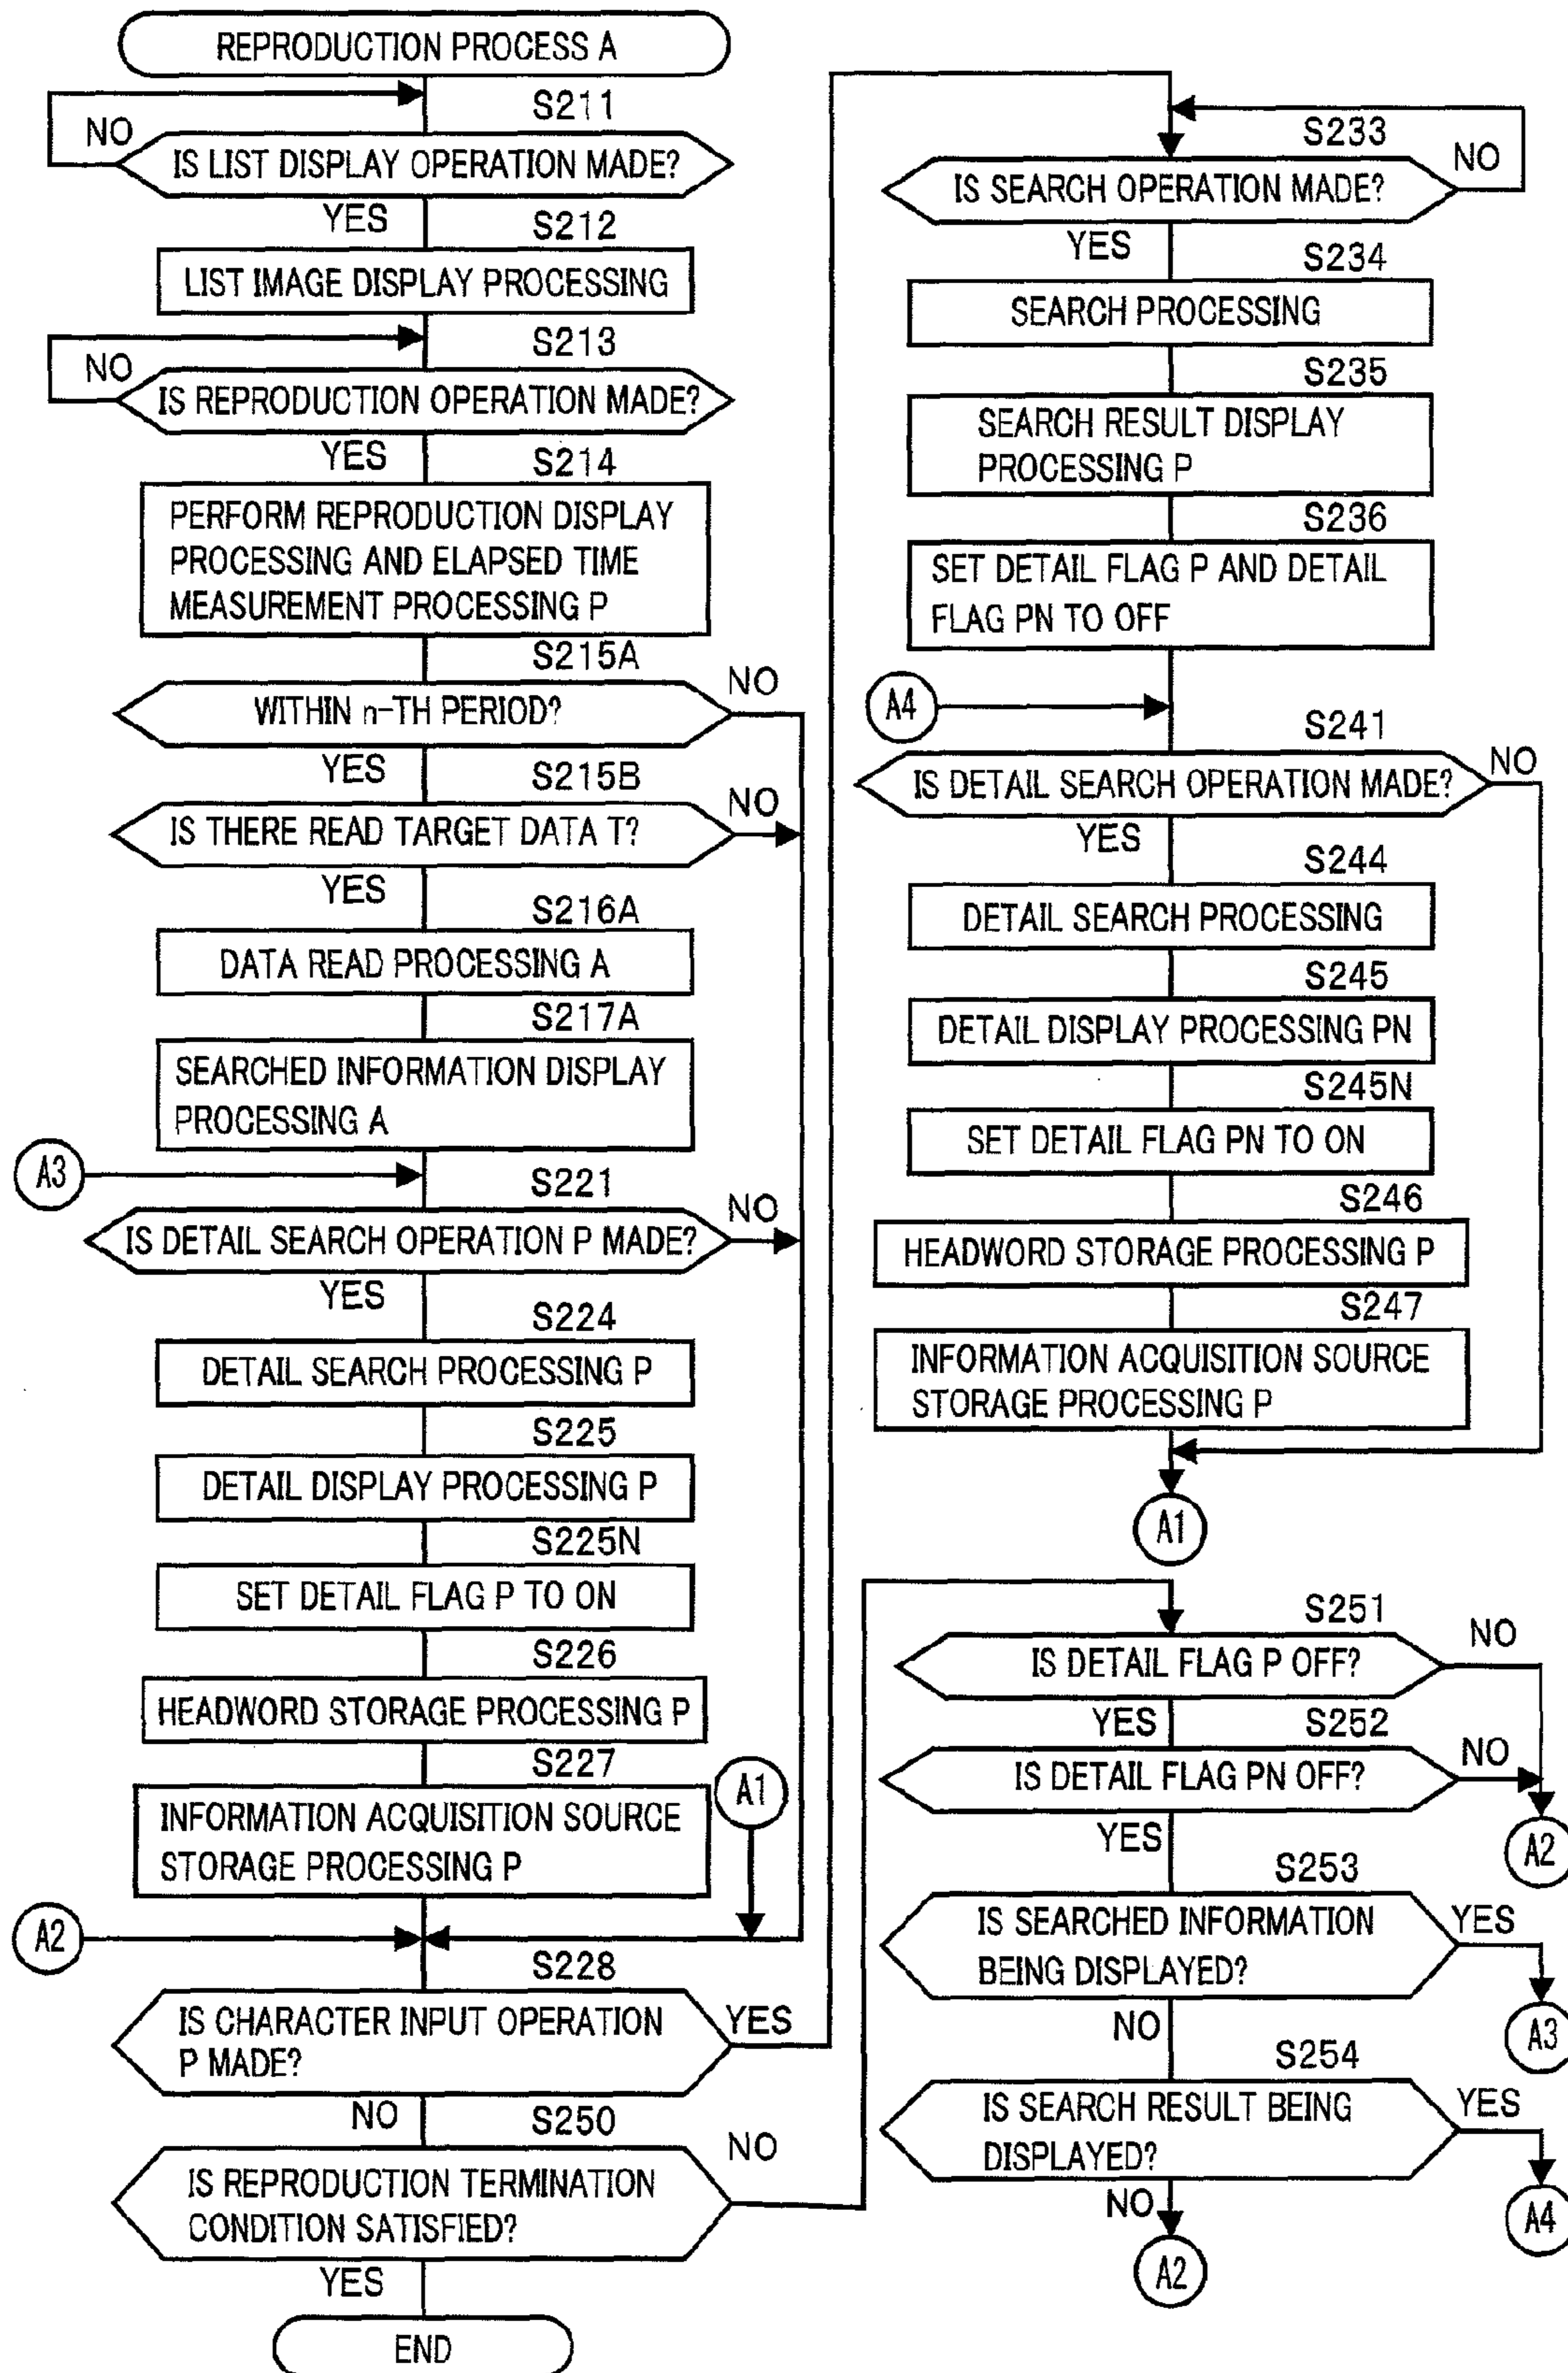 REPRODUCTION PROCESS A
S211
NO
IS LIST DISPLAY OPERATION MADE?
YES
S212
LIST IMAGE DISPLAY PROCESSING
S213
NO
IS REPRODUCTION OPERATION MADE?
YES
S214
PERFORM REPRODUCTION DISPLAY
PROCESSING AND ELAPSED TIME
MEASUREMENT PROCESSING P
S215A
NO
WITHIN n-TH PERIOD?
YES
S215B
NO
IS THERE READ TARGET DATA T?
YES
S216A
DATA READ PROCESSING A
S217A
SEARCHED INFORMATION DISPLAY
PROCESSING A
A3
S221
NO
IS DETAIL SEARCH OPERATION P MADE?
YES
S224
DETAIL SEARCH PROCESSING P
S225
DETAIL DISPLAY PROCESSING P
S225N
SET DETAIL FLAG P TO ON
S226
HEADWORD STORAGE PROCESSING P
S227
A1
INFORMATION ACQUISITION SOURCE
STORAGE PROCESSING P
A2
S228
IS CHARACTER INPUT OPERATION
P MADE?
YES
NO
S250
NO
IS REPRODUCTION TERMINATION
CONDITION SATISFIED?
YES
END
S233
NO
IS SEARCH OPERATION MADE?
YES
S234
SEARCH PROCESSING
S235
SEARCH RESULT DISPLAY
PROCESSING P
S236
SET DETAIL FLAG P AND DETAIL
FLAG PN TO OFF
A4
S241
NO
IS DETAIL SEARCH OPERATION MADE?
YES
S244
DETAIL SEARCH PROCESSING
S245
DETAIL DISPLAY PROCESSING PN
S245N
SET DETAIL FLAG PN TO ON
S246
HEADWORD STORAGE PROCESSING P
S247
INFORMATION ACQUISITION SOURCE
STORAGE PROCESSING P
A1
S251
NO
IS DETAIL FLAG P OFF?
YES
S252
NO
IS DETAIL FLAG PN OFF?
YES
A2
S253
IS SEARCHED INFORMATION
BEING DISPLAYED?
YES
NO
A3
S254
IS SEARCH RESULT BEING
DISPLAYED?
YES
NO
A4
A2